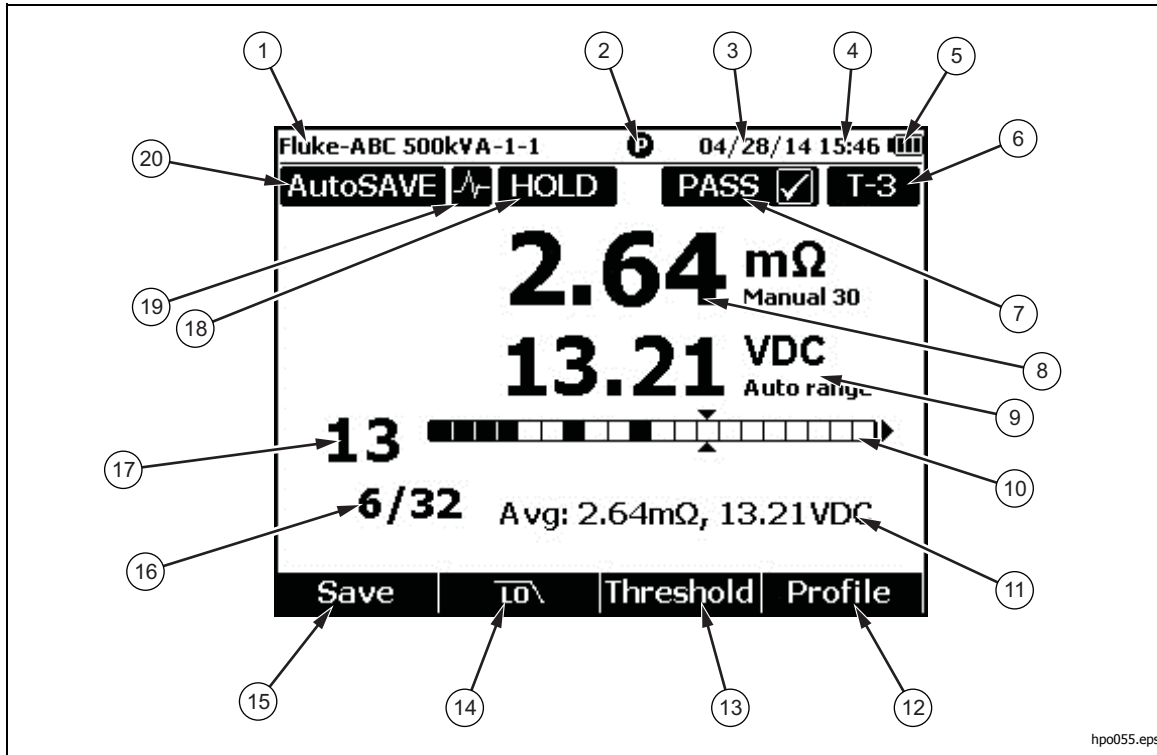 1 2 3 4 5
Fluke-ABC 500kVA-1-1 P 04/28/14 15:46
20 6
AutoSAVE HOLD PASS T-3
2.64 mΩ
Manual 30
19 18 7
13.21 VDC
Auto range
8
9
17 13
10
16 6/32 Avg: 2.64mΩ, 13.21VDC
11
Save LO Threshold Profile
15 14 13 12
hpo055.eps